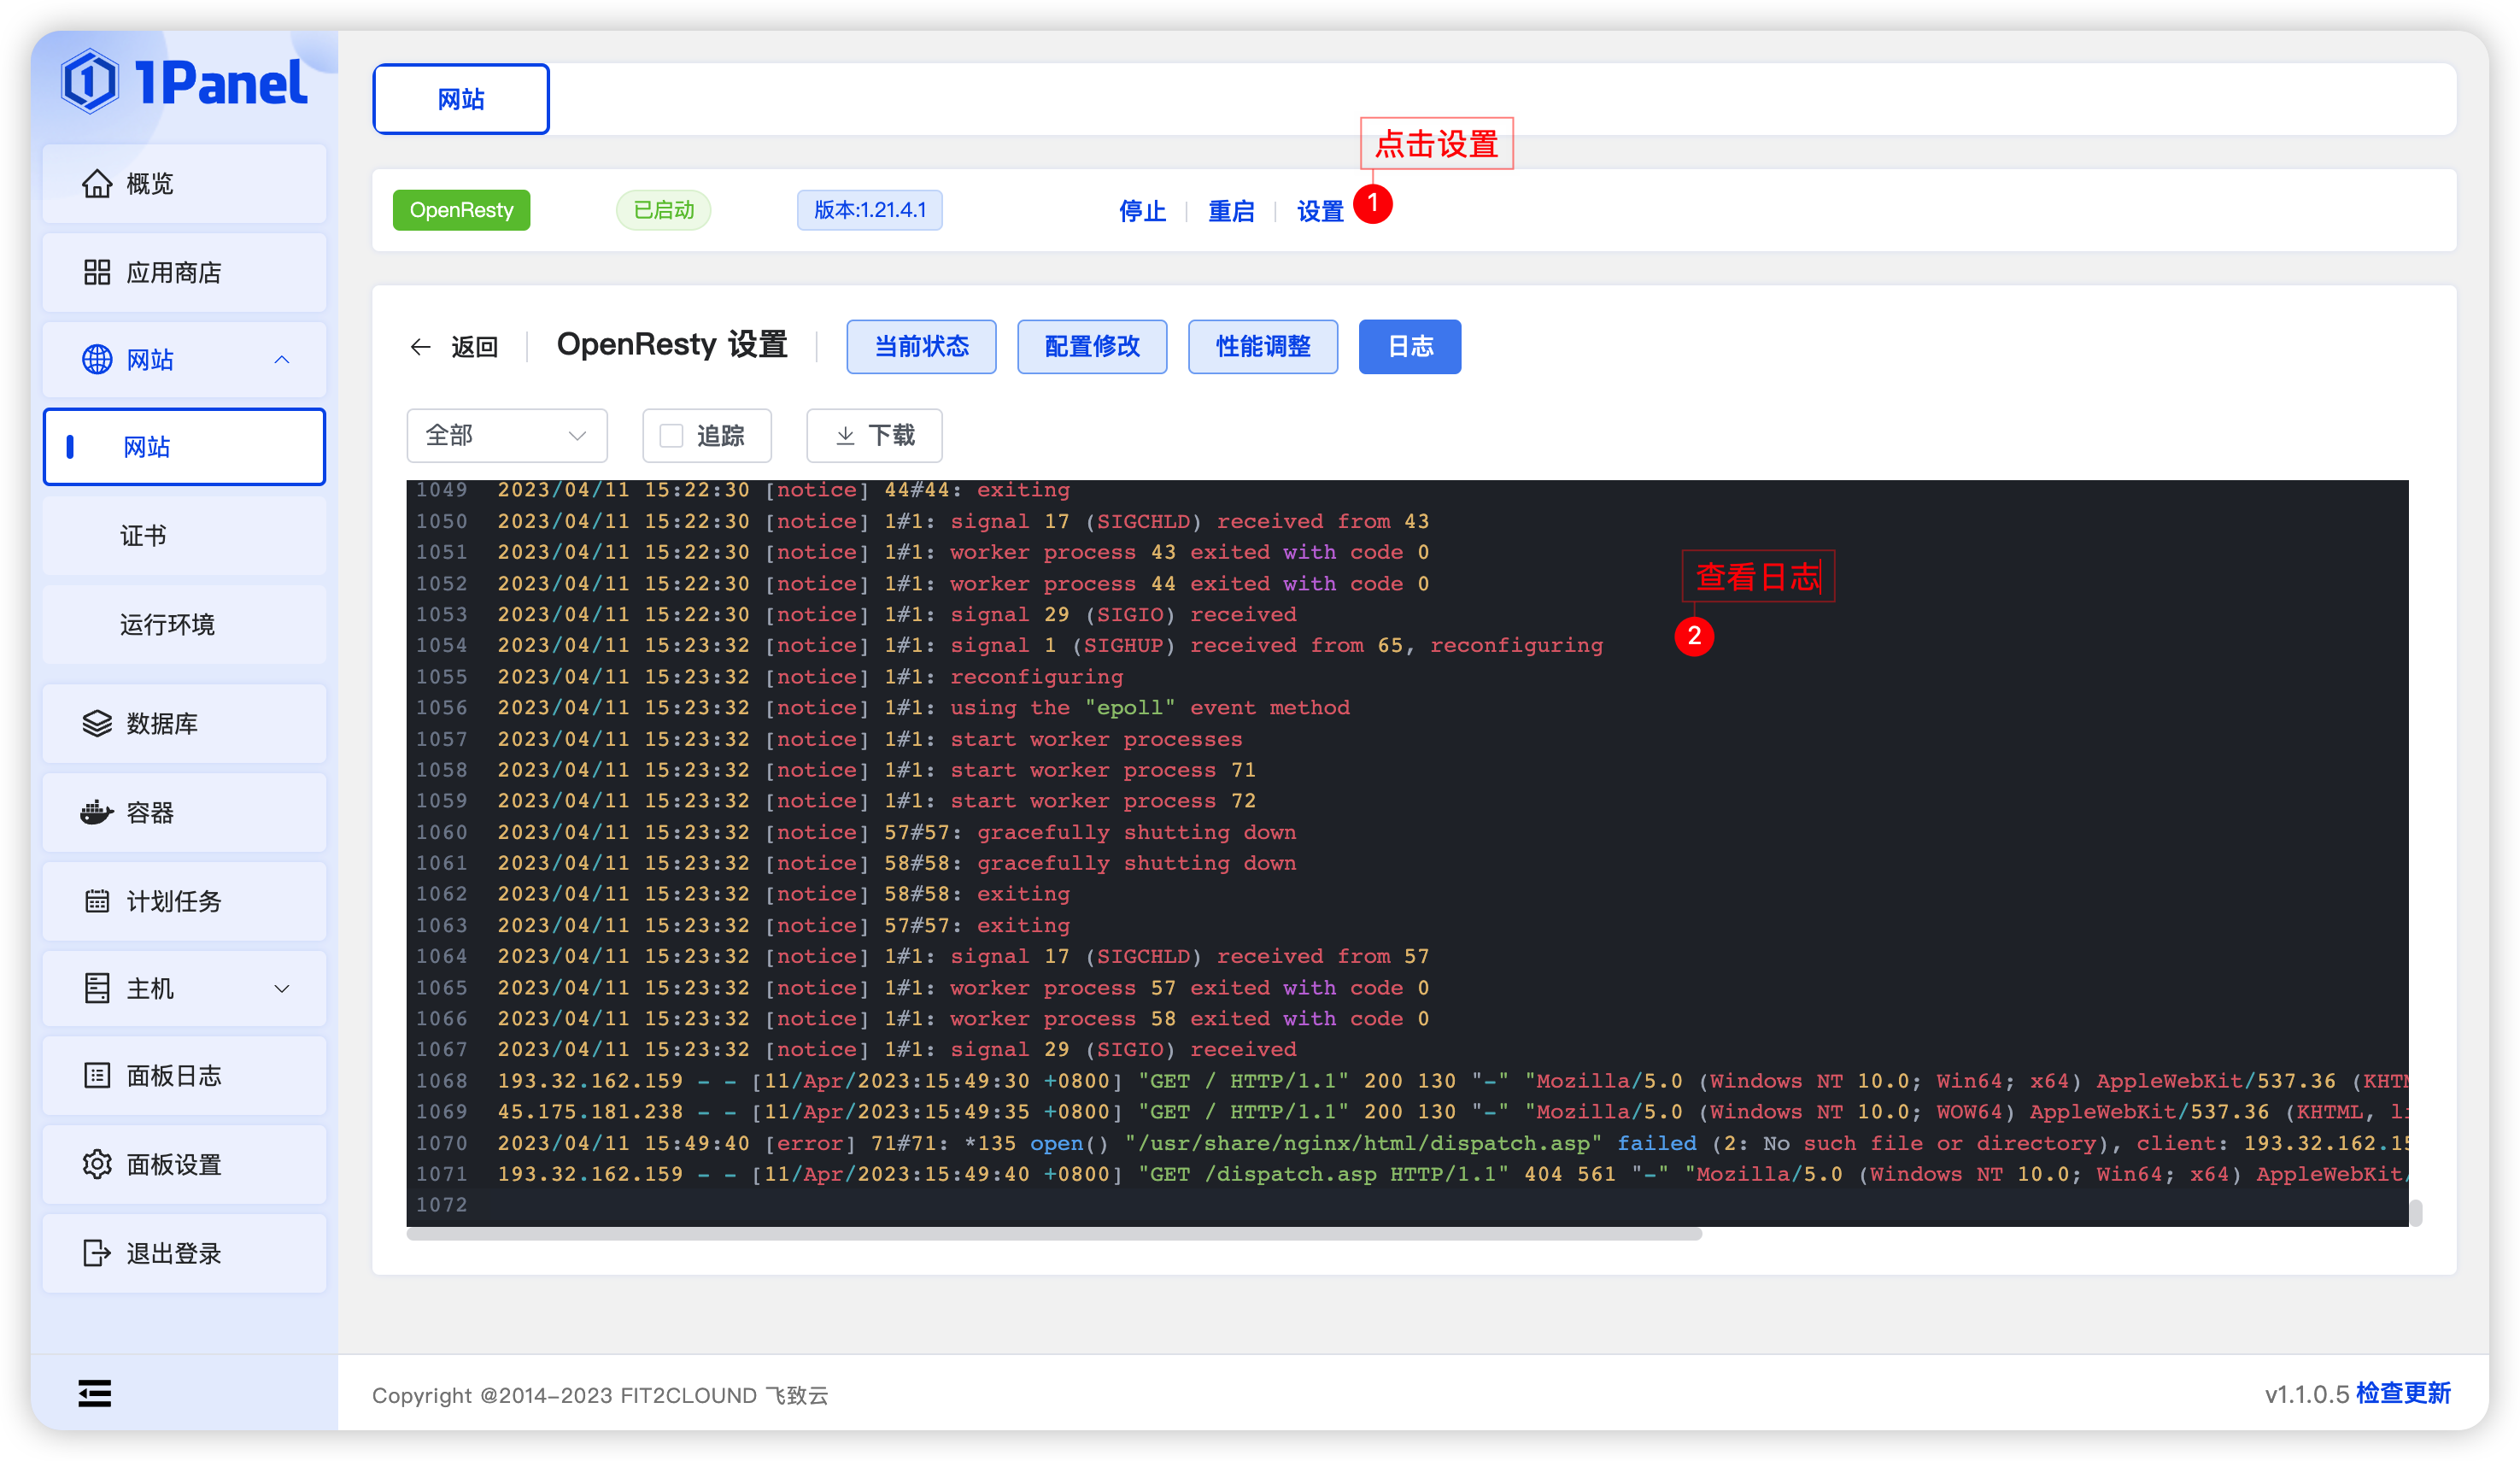 1Panel
概览
应用商店
网站
网站
证书
运行环境
数据库
容器
计划任务
主机
面板日志
面板设置
退出登录
网站
点击设置
OpenResty 已启动 版本:1.21.4.1 停止 重启 设置 1
返回 OpenResty 设置 当前状态 配置修改 性能调整 日志
全部 追踪 下载
1049 2023/04/11 15:22:30 [notice] 44#44: exiting
1050 2023/04/11 15:22:30 [notice] 1#1: signal 17 (SIGCHLD) received from 43
1051 2023/04/11 15:22:30 [notice] 1#1: worker process 43 exited with code 0
1052 2023/04/11 15:22:30 [notice] 1#1: worker process 44 exited with code 0
1053 2023/04/11 15:22:30 [notice] 1#1: signal 29 (SIGIO) received
1054 2023/04/11 15:23:32 [notice] 1#1: signal 1 (SIGHUP) received from 65, reconfiguring
1055 2023/04/11 15:23:32 [notice] 1#1: reconfiguring
1056 2023/04/11 15:23:32 [notice] 1#1: using the "epoll" event method
1057 2023/04/11 15:23:32 [notice] 1#1: start worker processes
1058 2023/04/11 15:23:32 [notice] 1#1: start worker process 71
1059 2023/04/11 15:23:32 [notice] 1#1: start worker process 72
1060 2023/04/11 15:23:32 [notice] 57#57: gracefully shutting down
1061 2023/04/11 15:23:32 [notice] 58#58: gracefully shutting down
1062 2023/04/11 15:23:32 [notice] 58#58: exiting
1063 2023/04/11 15:23:32 [notice] 57#57: exiting
1064 2023/04/11 15:23:32 [notice] 1#1: signal 17 (SIGCHLD) received from 57
1065 2023/04/11 15:23:32 [notice] 1#1: worker process 57 exited with code 0
1066 2023/04/11 15:23:32 [notice] 1#1: worker process 58 exited with code 0
1067 2023/04/11 15:23:32 [notice] 1#1: signal 29 (SIGIO) received
1068 193.32.162.159 - - [11/Apr/2023:15:49:30 +0800] "GET / HTTP/1.1" 200 130 "-" "Mozilla/5.0 (Windows NT 10.0; Win64; x64) AppleWebKit/537.36 (KHTM
1069 45.175.181.238 - - [11/Apr/2023:15:49:35 +0800] "GET / HTTP/1.1" 200 130 "-" "Mozilla/5.0 (Windows NT 10.0; WOW64) AppleWebKit/537.36 (KHTML, li
1070 2023/04/11 15:49:40 [error] 71#71: *135 open() "/usr/share/nginx/html/dispatch.asp" failed (2: No such file or directory), client: 193.32.162.15
1071 193.32.162.159 - - [11/Apr/2023:15:49:40 +0800] "GET /dispatch.asp HTTP/1.1" 404 561 "-" "Mozilla/5.0 (Windows NT 10.0; Win64; x64) AppleWebKit/
1072
查看日志
2
Copyright @2014-2023 FIT2CLOUND 飞致云
v1.1.0.5 检查更新